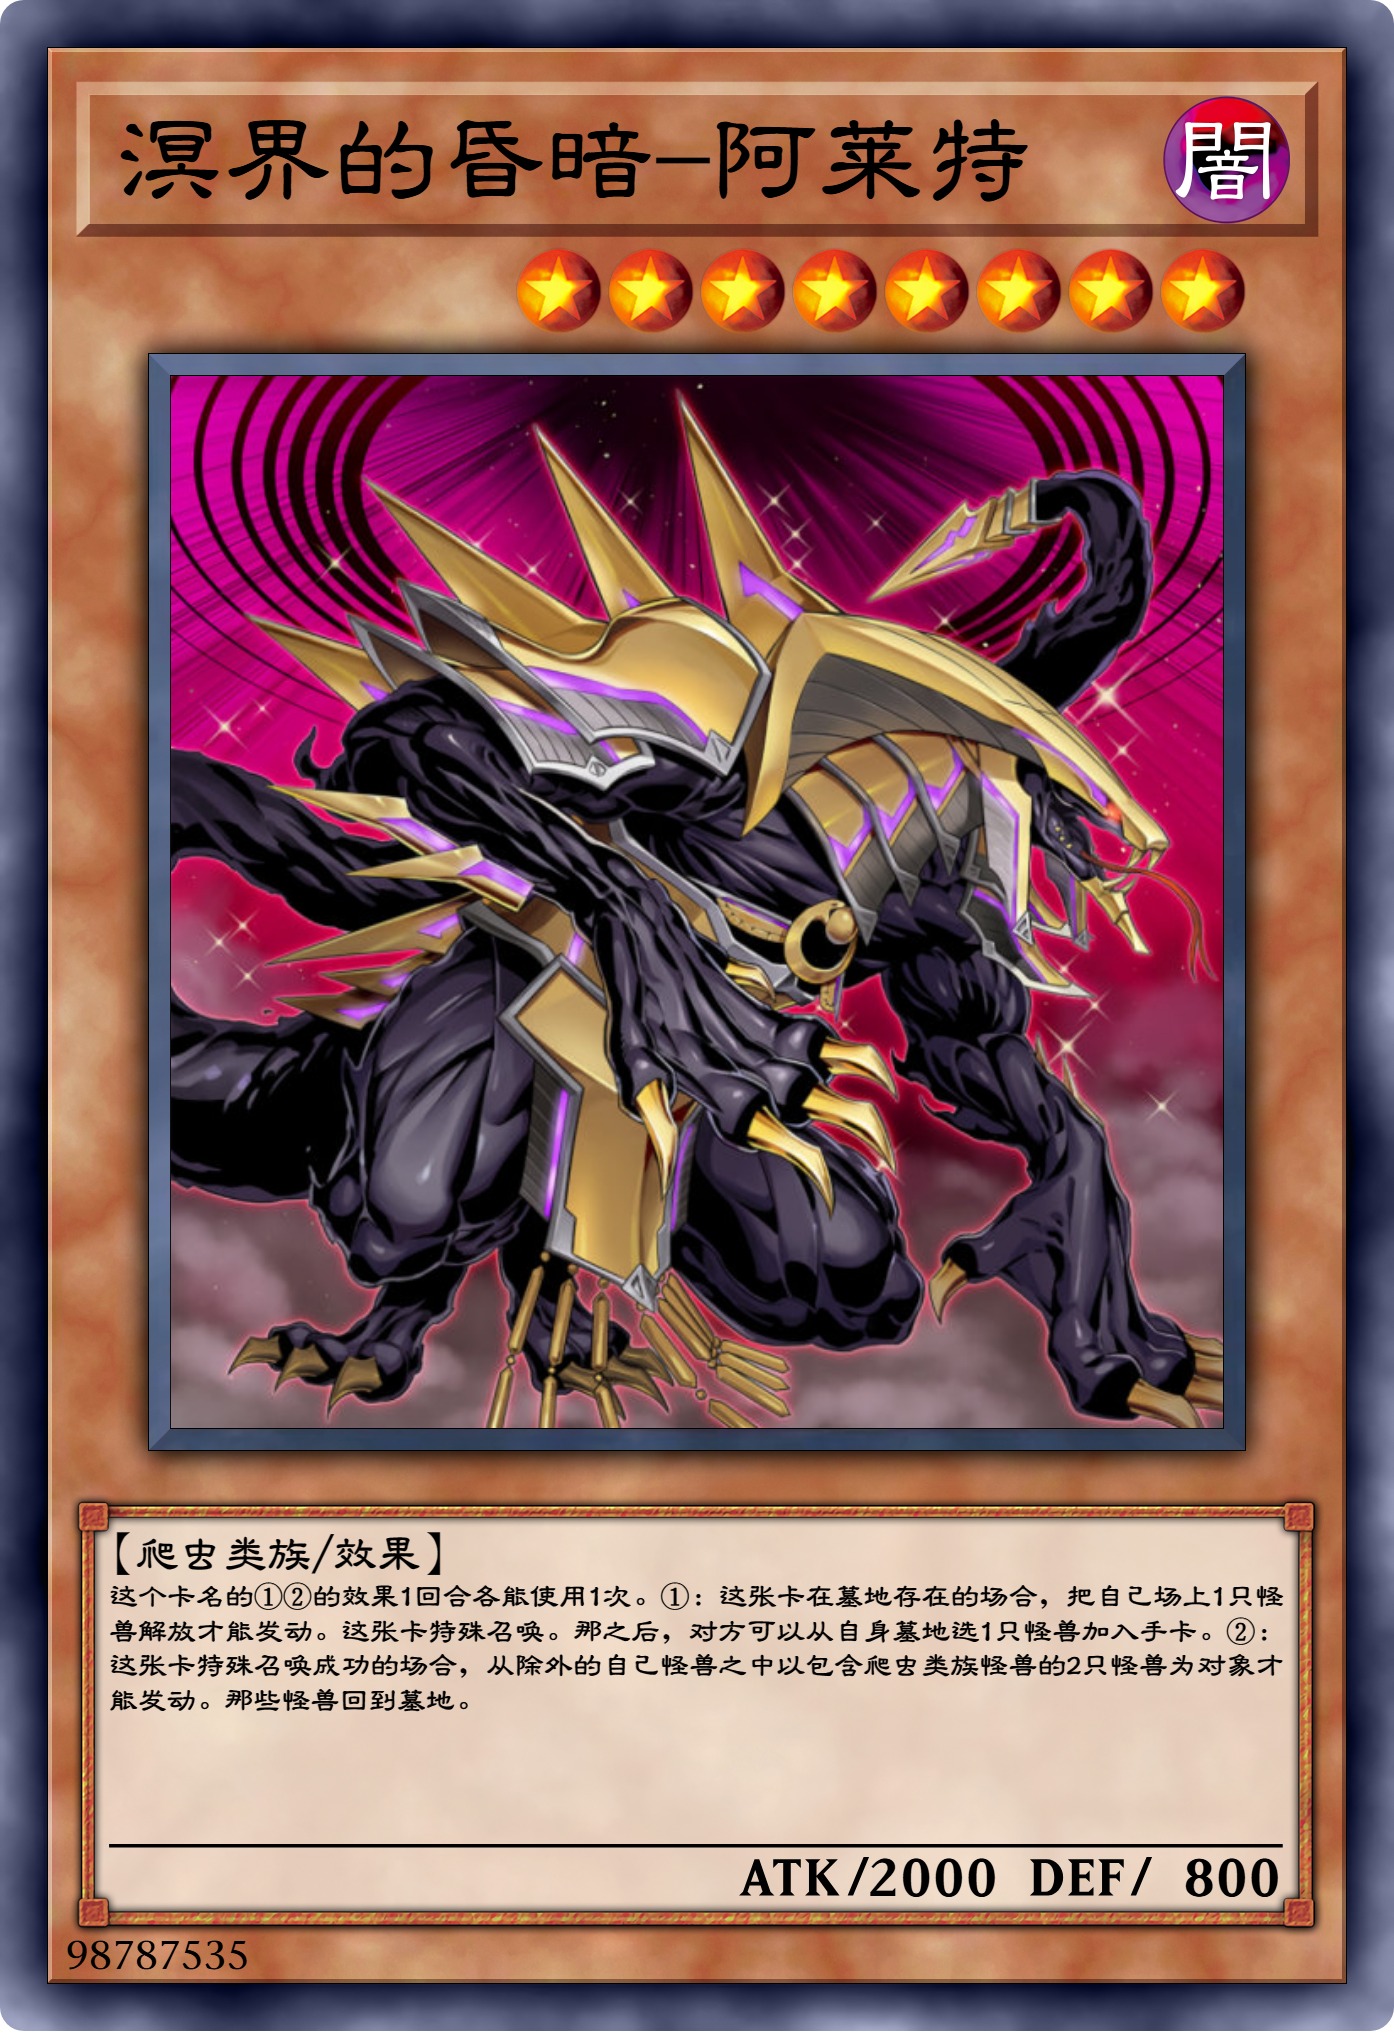 溟界的昏暗-阿莱特
闇
【爬虫类族/效果】
这个卡名的①②的效果1回合各能使用1次。①：这张卡在墓地存在的场合，把自己场上1只怪
兽解放才能发动。这张卡特殊召唤。那之后，对方可以从自身墓地选1只怪兽加入手卡。②：
这张卡特殊召唤成功的场合，从除外的自己怪兽之中以包含爬虫类族怪兽的2只怪兽为对象才
能发动。那些怪兽回到墓地。
ATK/2000 DEF/ 800
98787535